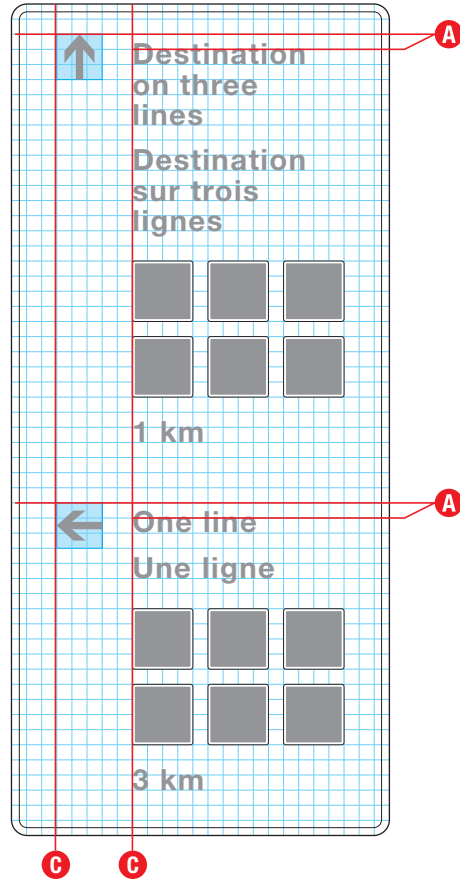 A
Destination
on three
lines
Destination
sur trois
lignes
1 km
A
One line
Une ligne
3 km
C C